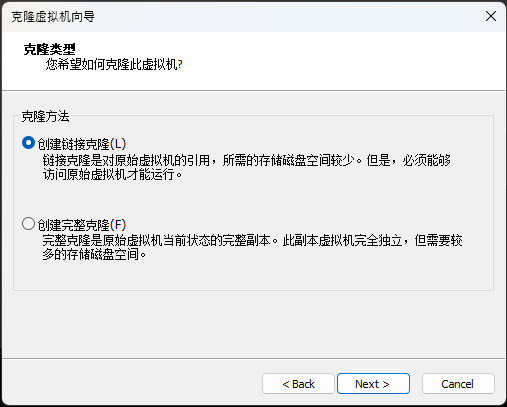 克隆虚拟机向导
克隆类型
您希望如何克隆此虚拟机?
克隆方法
创建链接克隆(L)
链接克隆是对原始虚拟机的引用，所需的存储磁盘空间较少。但是，必须能够
访问原始虚拟机才能运行。
创建完整克隆(F)
完整克隆是原始虚拟机当前状态的完整副本。此副本虚拟机完全独立，但需要较
多的存储磁盘空间。
< Back
Next >
Cancel